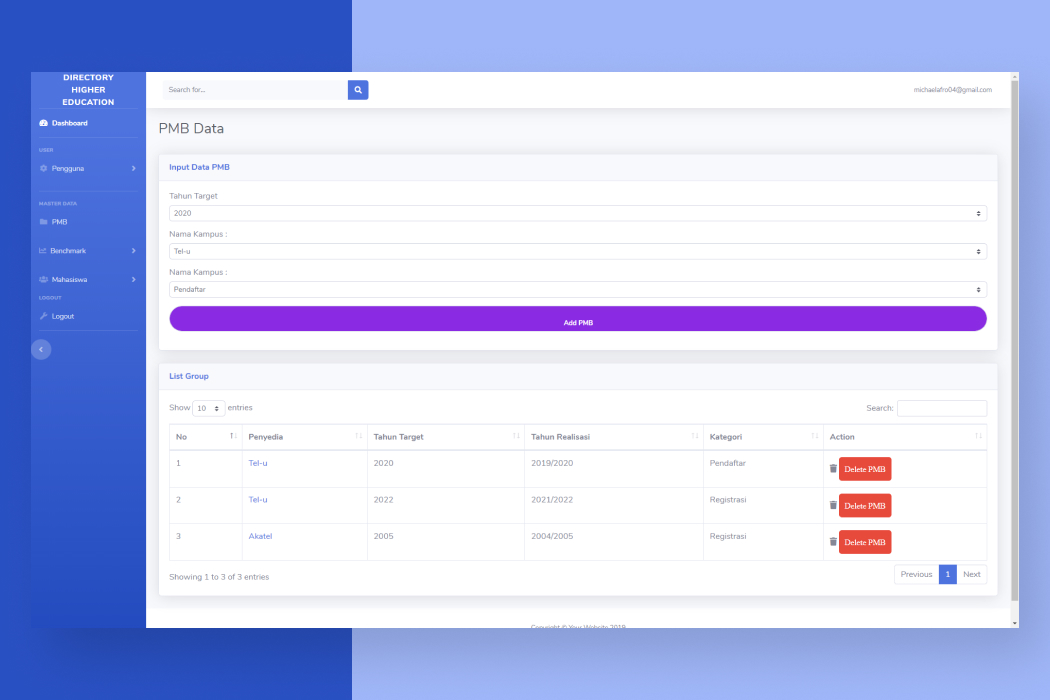 DIRECTORY
HIGHER
EDUCATION
Dashboard
USER
Pengguna
MASTER DATA
PMB
Benchmark
Mahasiswa
LOGOUT
Logout
Search for...
michaelafro04@gmail.com
PMB Data
Input Data PMB
Tahun Target
2020
Nama Kampus :
Tel-u
Nama Kampus :
Pendaftar
Add PMB
List Group
Show 10 entries Search:
No Penyedia Tahun Target Tahun Realisasi Kategori Action
1 Tel-u 2020 2019/2020 Pendaftar Delete PMB
2 Tel-u 2022 2021/2022 Registrasi Delete PMB
3 Akatel 2005 2004/2005 Registrasi Delete PMB
Showing 1 to 3 of 3 entries Previous 1 Next
Copyright © Your Website 2019